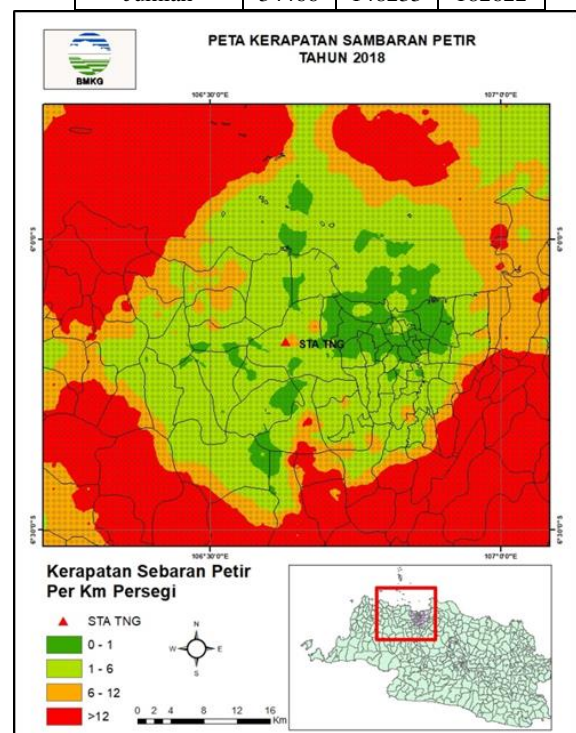 PETA KERAPATAN SAMBARAN PETIR
TAHUN 2018
BMKG
106°30'0"E 107°0'0"E
6°0'0"S 6°0'0"S
STA TNG
6°30'0"S 6°30'0"S
106°30'0"E 107°0'0"E
Kerapatan Sebaran Petir
Per Km Persegi
STA TNG
0 - 1
1 - 6
6 - 12
>12
N
W E
S
0 2 4 8 12 16
Km